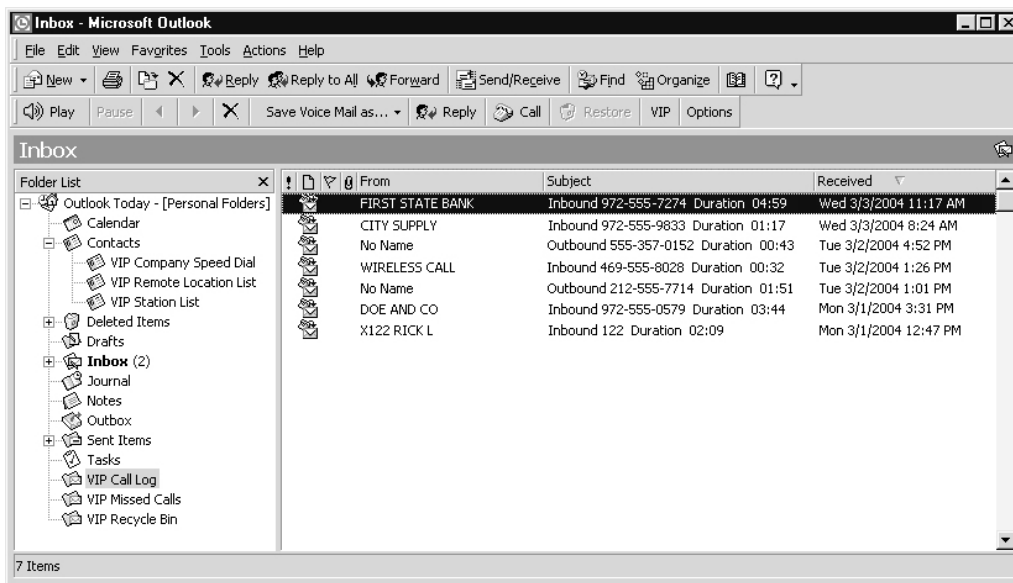 Inbox - Microsoft Outlook
File Edit View Favorites Tools Actions Help
New Reply Reply to All Forward Send/Receive Find Organize
Play Pause Save Voice Mail as... Reply Call Restore VIP Options
Inbox
Folder List
! From Subject Received
Outlook Today - [Personal Folders]
Calendar
Contacts
VIP Company Speed Dial
VIP Remote Location List
VIP Station List
Deleted Items
Drafts
Inbox (2)
Journal
Notes
Outbox
Sent Items
Tasks
VIP Call Log
VIP Missed Calls
VIP Recycle Bin
FIRST STATE BANK Inbound 972-555-7274 Duration 04:59 Wed 3/3/2004 11:17 AM
CITY SUPPLY Inbound 972-555-9833 Duration 01:17 Wed 3/3/2004 8:24 AM
No Name Outbound 555-357-0152 Duration 00:43 Tue 3/2/2004 4:52 PM
WIRELESS CALL Inbound 469-555-8028 Duration 00:32 Tue 3/2/2004 1:26 PM
No Name Outbound 212-555-7714 Duration 01:51 Tue 3/2/2004 1:01 PM
DOE AND CO Inbound 972-555-0579 Duration 03:44 Mon 3/1/2004 3:31 PM
X122 RICK L Inbound 122 Duration 02:09 Mon 3/1/2004 12:47 PM
7 Items